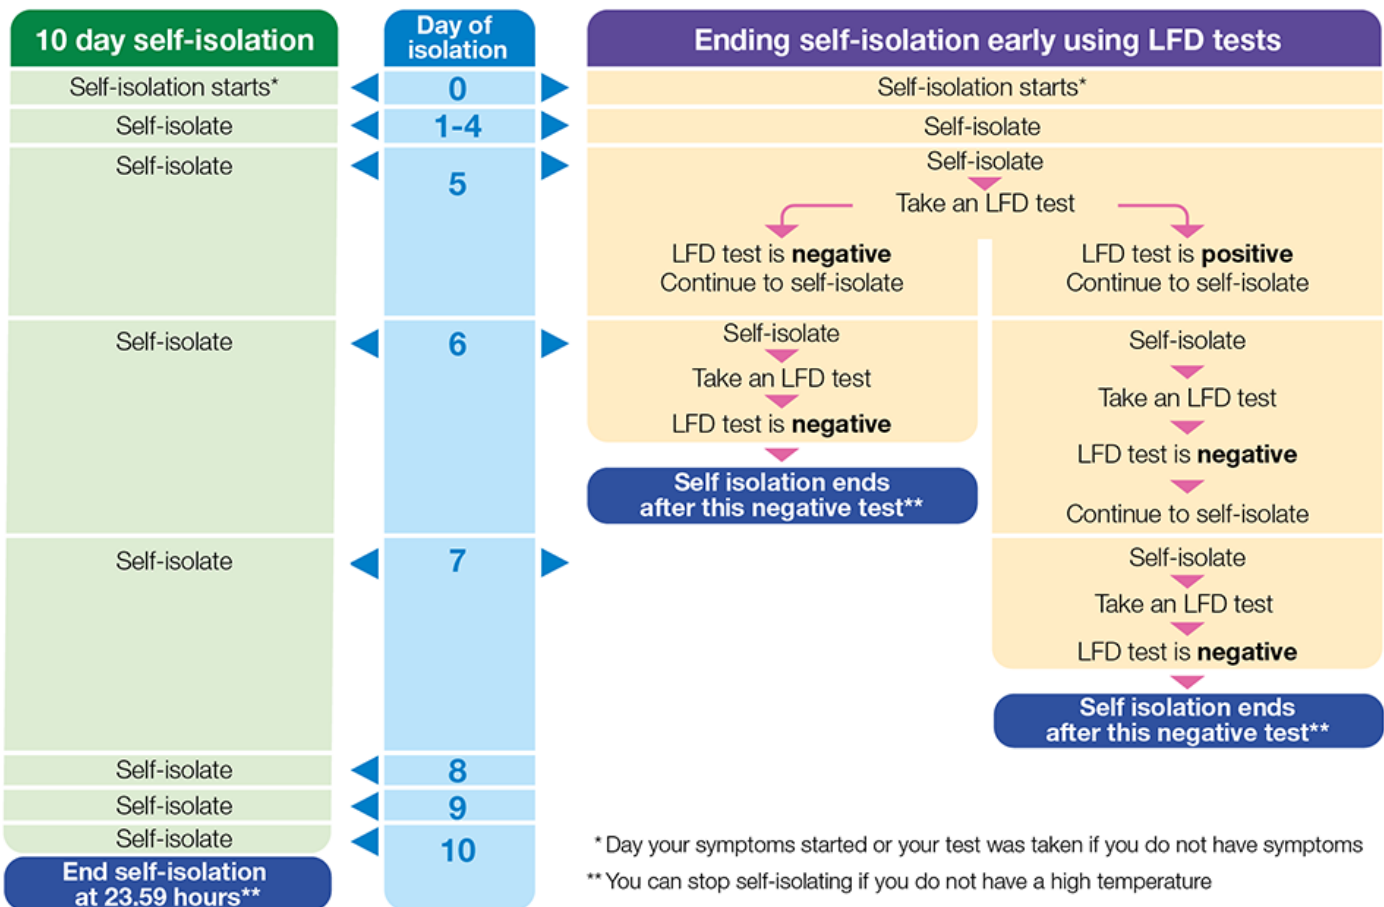 10 day self-isolation
Day of
isolation
Ending self-isolation early using LFD tests
Self-isolation starts*
0
Self-isolation starts*
Self-isolate
1-4
Self-isolate
Self-isolate
5
Self-isolate
Take an LFD test
LFD test is negative
Continue to self-isolate
LFD test is positive
Continue to self-isolate
Self-isolate
6
Self-isolate
Take an LFD test
LFD test is negative
Self isolation ends
after this negative test**
Self-isolate
Take an LFD test
LFD test is negative
Continue to self-isolate
Self-isolate
7
Self-isolate
Take an LFD test
LFD test is negative
Self isolation ends
after this negative test**
Self-isolate
8
Self-isolate
9
Self-isolate
10
End self-isolation
at 23.59 hours**
* Day your symptoms started or your test was taken if you do not have symptoms
** You can stop self-isolating if you do not have a high temperature